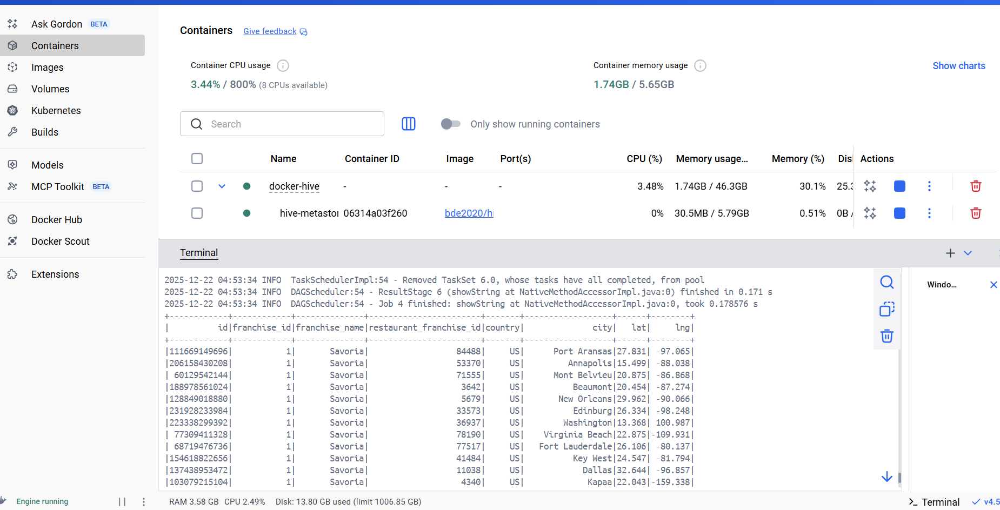 Ask Gordon BETA
Containers
Images
Volumes
Kubernetes
Builds
Models
MCP Toolkit BETA
Docker Hub
Docker Scout
Extensions
Containers Give feedback
Container CPU usage
3.44% / 800% (8 CPUs available)
Container memory usage
1.74GB / 5.65GB
Show charts
Search
Only show running containers
Name Container ID Image Port(s) CPU (%) Memory usage... Memory (%) Dis Actions
docker-hive - - - 3.48% 1.74GB / 46.3GB 30.1% 25.3
hive-metastor 06314a03f260 bde2020/hi 0% 30.5MB / 5.79GB 0.51% 0B /
Terminal
2025-12-22 04:53:34 INFO  TaskSchedulerImpl:54 - Removed TaskSet 6.0, whose tasks have all completed, from pool
2025-12-22 04:53:34 INFO  DAGScheduler:54 - ResultStage 6 (showString at NativeMethodAccessorImpl.java:0) finished in 0.171 s
2025-12-22 04:53:34 INFO  DAGScheduler:54 - Job 4 finished: showString at NativeMethodAccessorImpl.java:0, took 0.178576 s
+------------+------------+--------------+-----------------------+-------+------------------+------+--------+
|          id|franchise_id|franchise_name|restaurant_franchise_id|country|              city|   lat|     lng|
+------------+------------+--------------+-----------------------+-------+------------------+------+--------+
|111669149696|           1|       Savoria|                  84488|     US|      Port Aransas|27.831| -97.065|
|206158430208|           1|       Savoria|                  53370|     US|         Annapolis|15.499| -88.038|
| 60129542144|           1|       Savoria|                  71555|     US|      Mont Belvieu|20.875| -86.868|
|188978561024|           1|       Savoria|                   3642|     US|          Beaumont|20.454| -87.274|
|128849018880|           1|       Savoria|                   5679|     US|       New Orleans|29.962| -90.066|
|231928233984|           1|       Savoria|                  33573|     US|          Edinburg|26.334| -98.248|
|223338299392|           1|       Savoria|                  36937|     US|        Washington|13.368| 100.987|
| 77309411328|           1|       Savoria|                  78190|     US|    Virginia Beach|22.875|-109.931|
| 68719476736|           1|       Savoria|                  77517|     US|   Fort Lauderdale|26.106| -80.137|
|154618822656|           1|       Savoria|                  41484|     US|          Key West|24.547| -81.794|
|137438953472|           1|       Savoria|                  11038|     US|            Dallas|32.644| -96.857|
|103079215104|           1|       Savoria|                   4340|     US|             Kapaa|22.043|-159.338|
Windo...
Engine running
RAM 3.58 GB CPU 2.49% Disk: 13.80 GB used (limit 1006.85 GB)
Terminal
v4.5